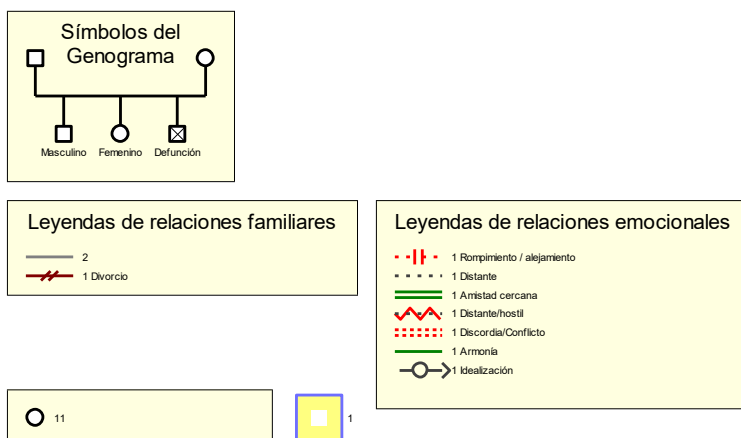 Símbolos del
Genograma
Masculino Femenino Defunción
Leyendas de relaciones familiares
2
1 Divorcio
Leyendas de relaciones emocionales
1 Rompimiento / alejamiento
1 Distante
1 Amistad cercana
1 Distante/hostil
1 Discordia/Conflicto
1 Armonía
1 Idealización
11
1